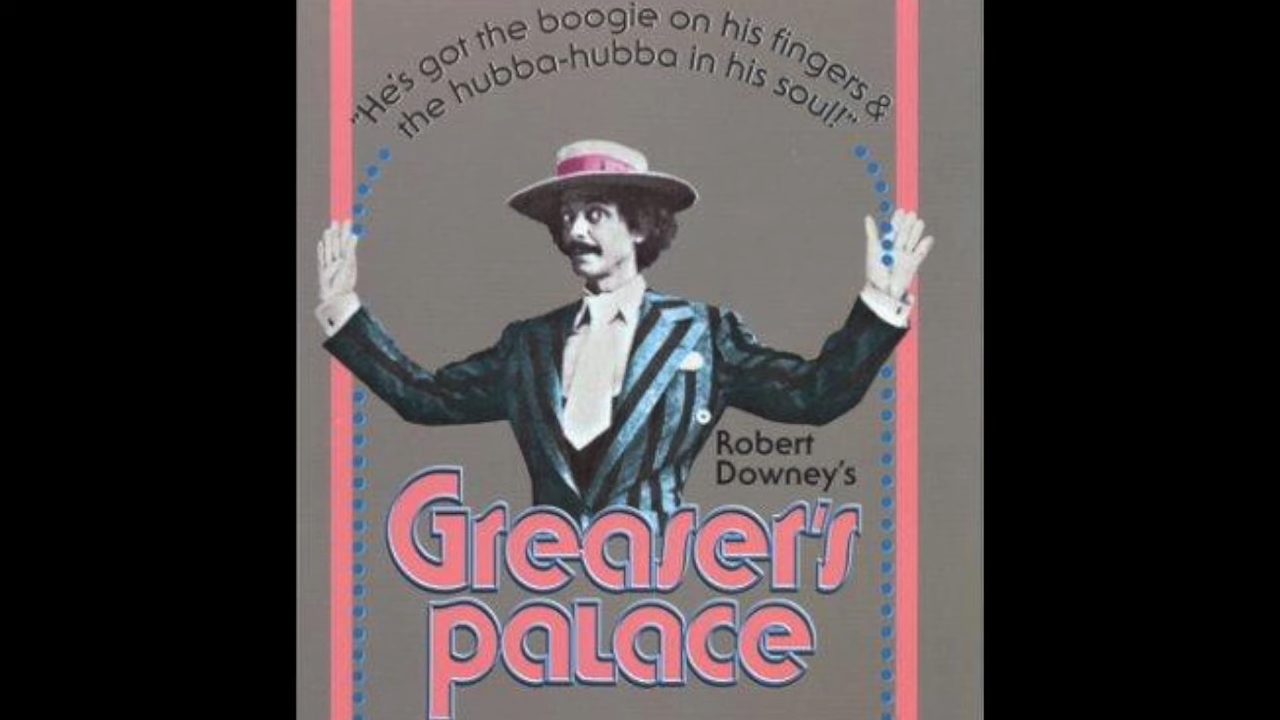 "He's got the boogie on his fingers &
the hubba-hubba in his soul!"
Robert
Downey's
Greaser's
palace